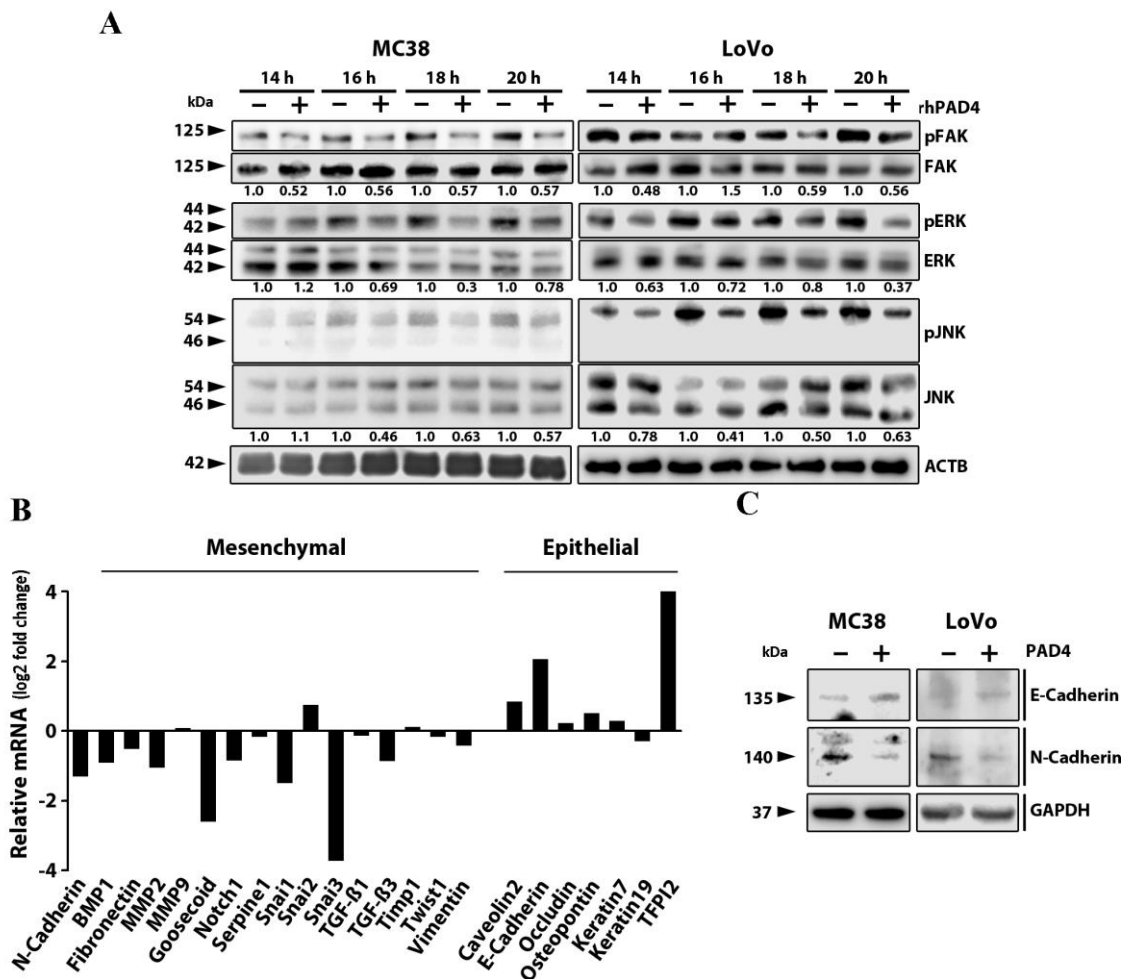 A
MC38 LoVo
14 h 16 h 18 h 20 h 14 h 16 h 18 h 20 h
kDa − + − + − + − + − + − + − + − + rhPAD4
125 pFAK
125 FAK
1.0 0.52 1.0 0.56 1.0 0.57 1.0 0.57 1.0 0.48 1.0 1.5 1.0 0.59 1.0 0.56
44
42 pERK
44
42 ERK
1.0 1.2 1.0 0.69 1.0 0.3 1.0 0.78 1.0 0.63 1.0 0.72 1.0 0.8 1.0 0.37
54
46 pJNK
54
46 JNK
1.0 1.1 1.0 0.46 1.0 0.63 1.0 0.57 1.0 0.78 1.0 0.41 1.0 0.50 1.0 0.63
42 ACTB
B
Mesenchymal Epithelial
Relative mRNA (log2 fold change)
4
2
0
-2
-4
N-Cadherin
BMP1
Fibronectin
MMP2
MMP9
Goosecoid
Notch1
Serpine1
Snai1
Snai2
Snai3
TGF-ß1
TGF-ß3
Timp1
Twist1
Vimentin
Caveolin2
E-Cadherin
Occludin
Osteopontin
Keratin7
Keratin19
TFPI2
C
MC38 LoVo
kDa − + − + PAD4
135 E-Cadherin
140 N-Cadherin
37 GAPDH